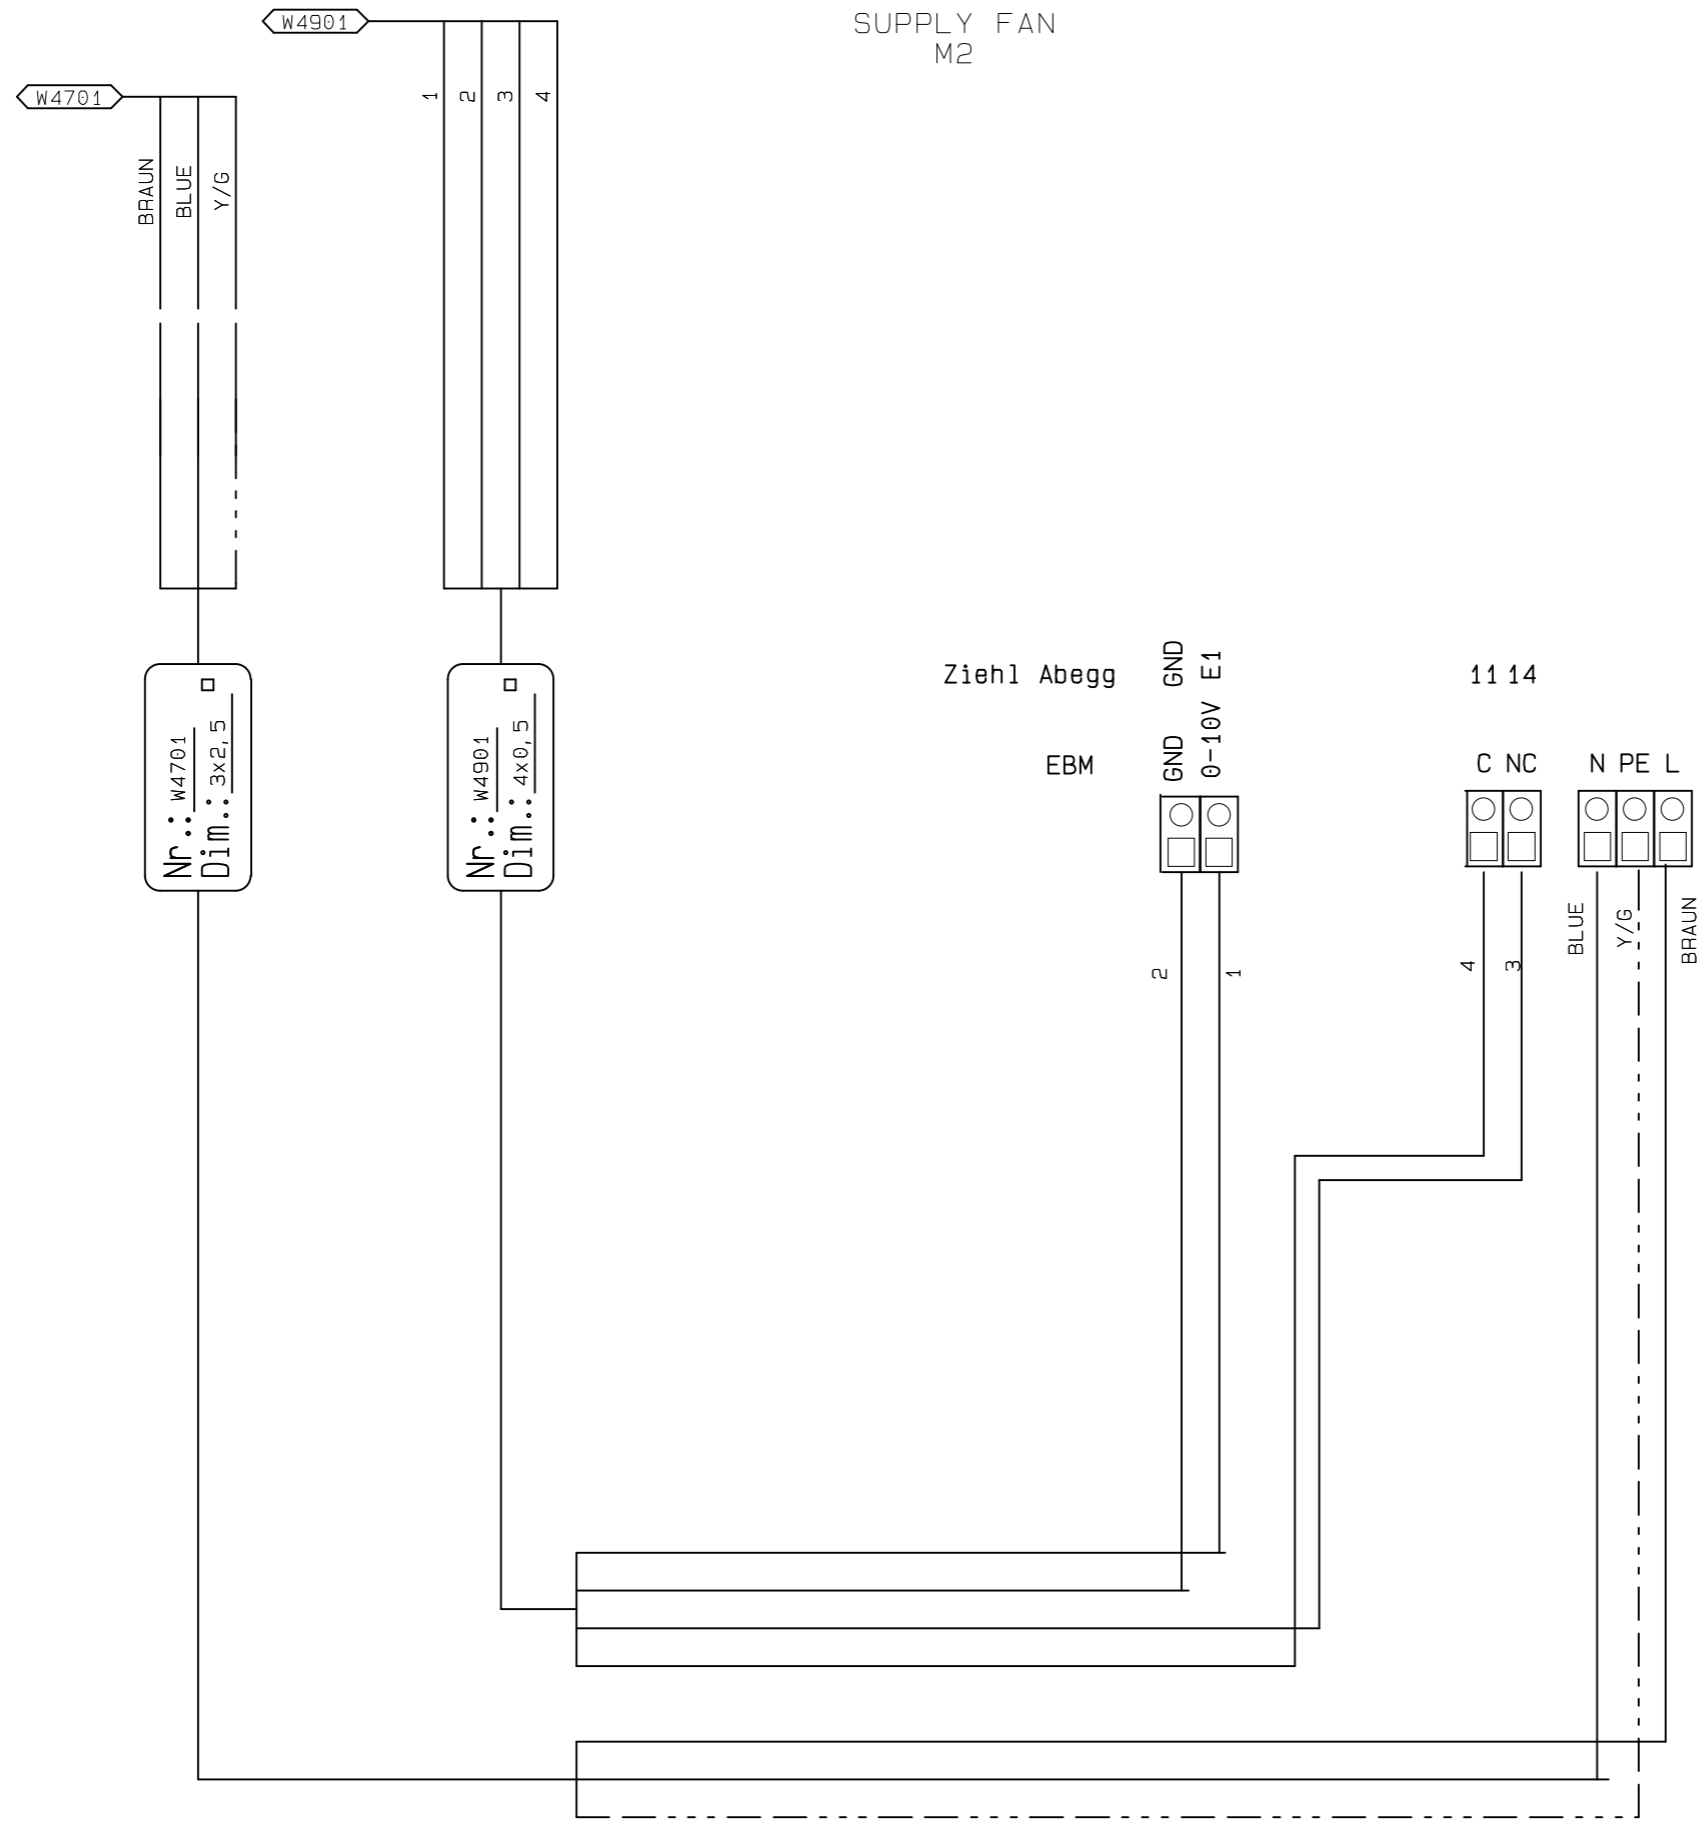 SUPPLY FAN
M2
W4901
W4701
1
2
3
4
BRAUN
BLUE
Y/G
Ziehl Abegg
GND
E1
11 14
EBM
GND
0-10V
C NC
N PE L
Nr.: W4701
Dim.: 3x2,5
Nr.: W4901
Dim.: 4x0,5
2
1
4
3
BLUE
Y/G
BRAUN